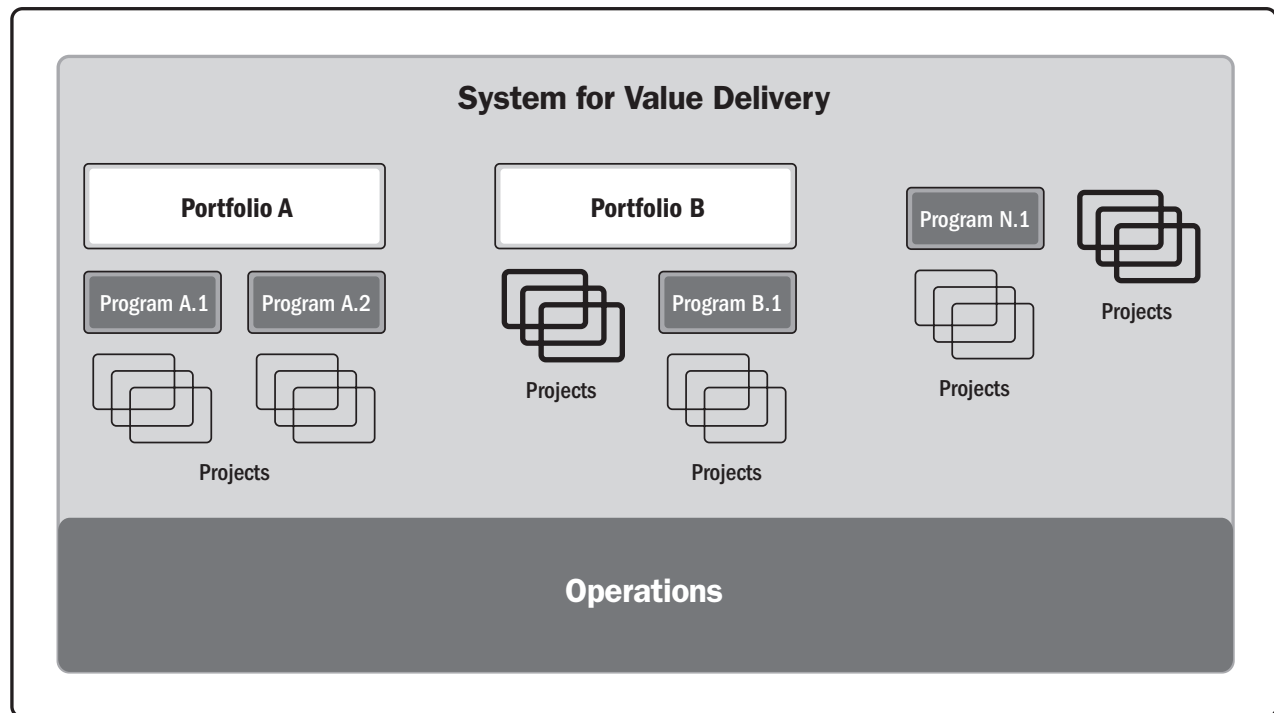 System for Value Delivery
Portfolio A
Portfolio B
Program N.1
Projects
Program A.1
Program A.2
Program B.1
Projects
Projects
Projects
Projects
Operations